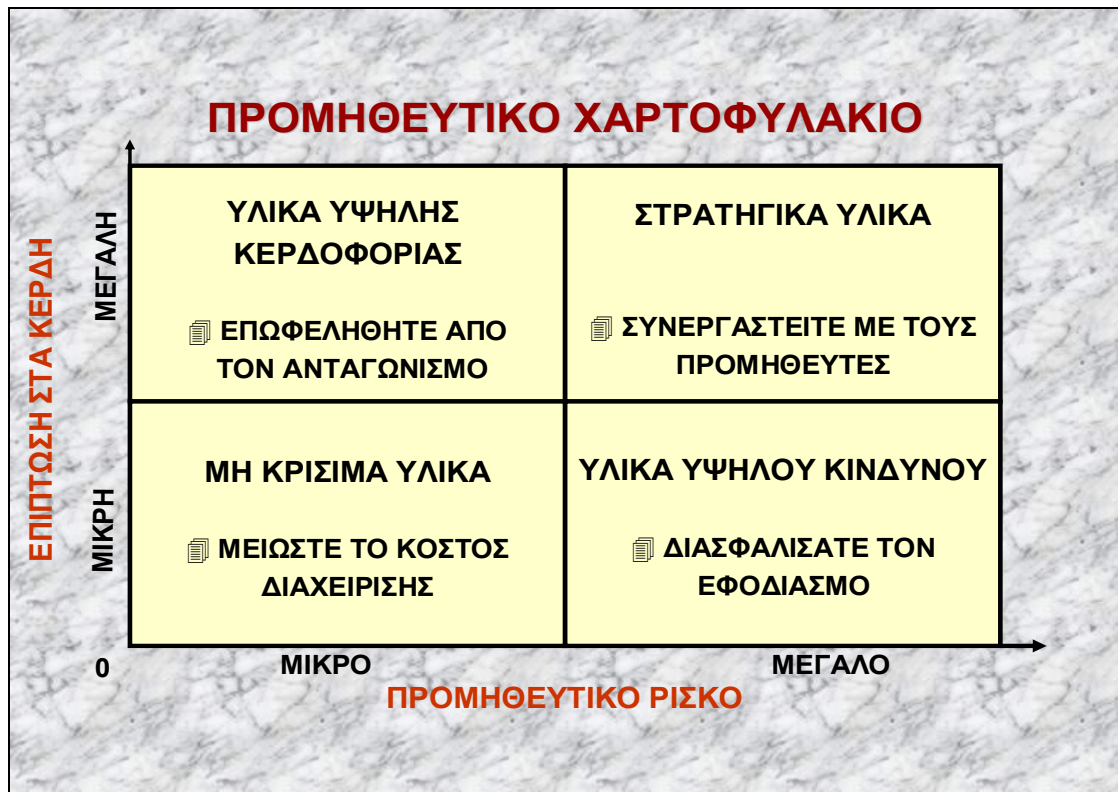 ΠΡΟΜΗΘΕΥΤΙΚΟ ΧΑΡΤΟΦΥΛΑΚΙΟ
ΕΠΙΠΤΩΣΗ ΣΤΑ ΚΕΡΔΗ
ΜΕΓΑΛΗ
ΥΛΙΚΑ ΥΨΗΛΗΣ
ΚΕΡΔΟΦΟΡΙΑΣ
ΕΠΩΦΕΛΗΘΗΤΕ ΑΠΟ
ΤΟΝ ΑΝΤΑΓΩΝΙΣΜΟ
ΣΤΡΑΤΗΓΙΚΑ ΥΛΙΚΑ
ΣΥΝΕΡΓΑΣΤΕΙΤΕ ΜΕ ΤΟΥΣ
ΠΡΟΜΗΘΕΥΤΕΣ
ΜΙΚΡΗ
ΜΗ ΚΡΙΣΙΜΑ ΥΛΙΚΑ
ΜΕΙΩΣΤΕ ΤΟ ΚΟΣΤΟΣ
ΔΙΑΧΕΙΡΙΣΗΣ
ΥΛΙΚΑ ΥΨΗΛΟΥ ΚΙΝΔΥΝΟΥ
ΔΙΑΣΦΑΛΙΣΑΤΕ ΤΟΝ
ΕΦΟΔΙΑΣΜΟ
0
ΜΙΚΡΟ
ΜΕΓΑΛΟ
ΠΡΟΜΗΘΕΥΤΙΚΟ ΡΙΣΚΟ